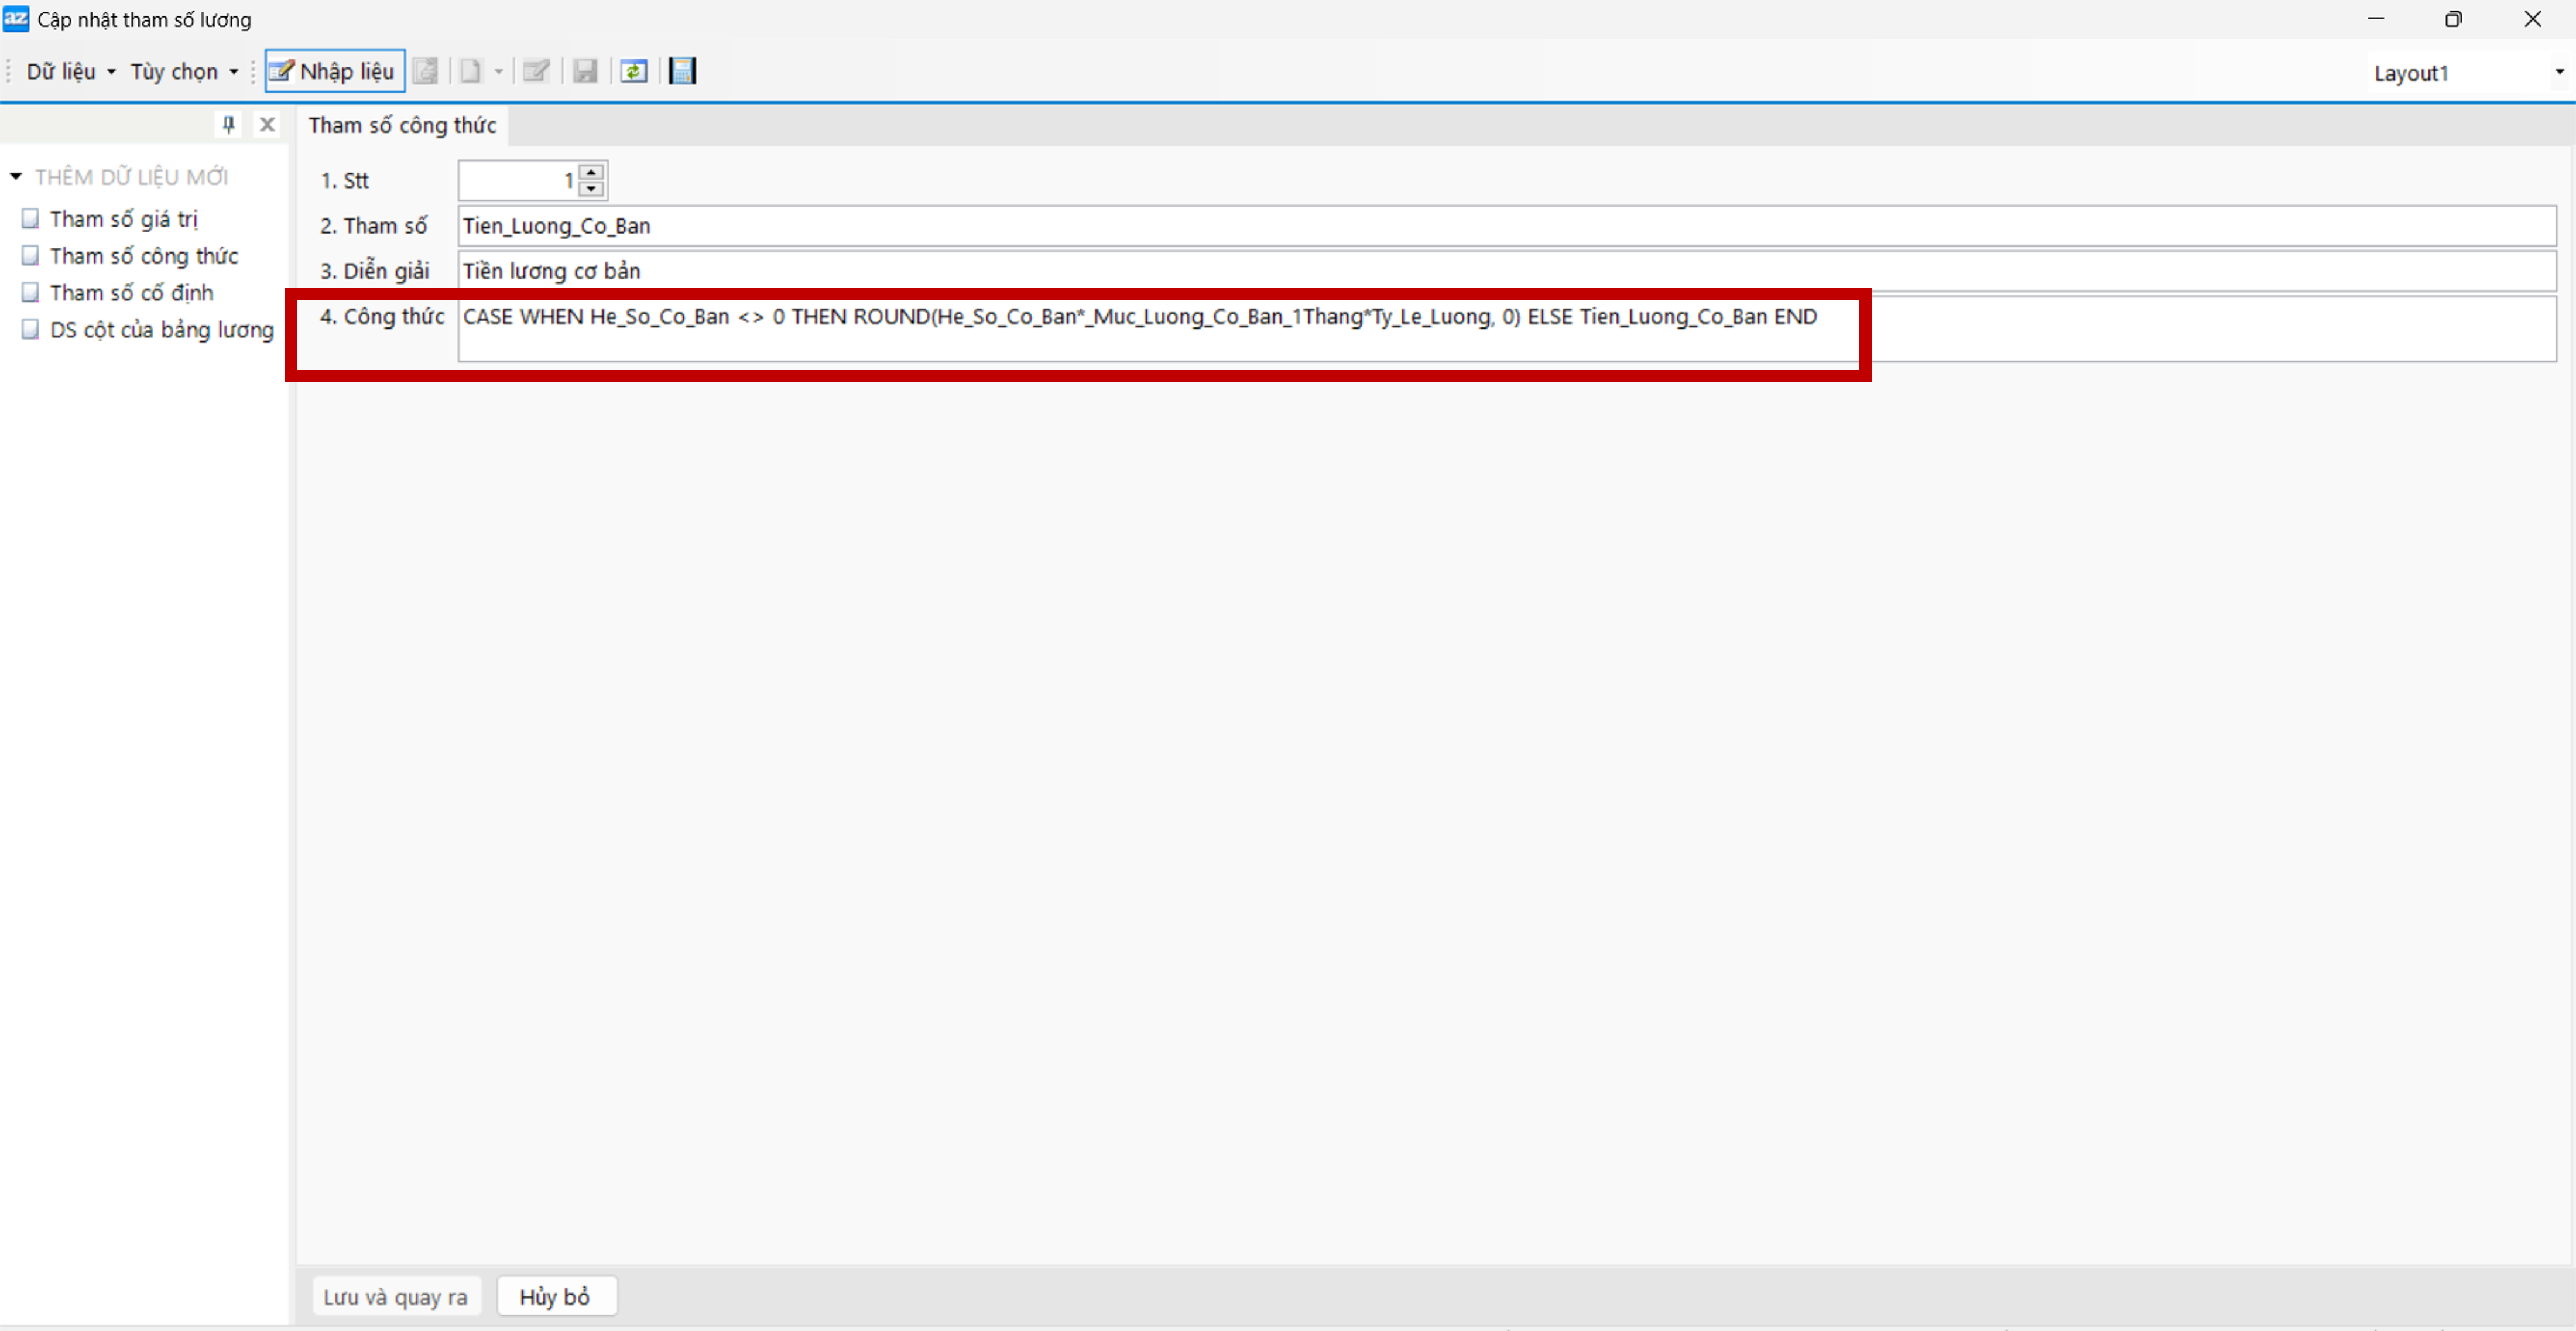 az Cập nhật tham số lương
Dữ liệu Tùy chọn Nhập liệu Layout1
Tham số công thức
THÊM DỮ LIỆU MỚI
Tham số giá trị
Tham số công thức
Tham số cố định
DS cột của bảng lương
1. Stt 1
2. Tham số Tien_Luong_Co_Ban
3. Diễn giải Tiền lương cơ bản
4. Công thức CASE WHEN He_So_Co_Ban <> 0 THEN ROUND(He_So_Co_Ban*_Muc_Luong_Co_Ban_1Thang*Ty_Le_Luong, 0) ELSE Tien_Luong_Co_Ban END
Lưu và quay ra Hủy bỏ